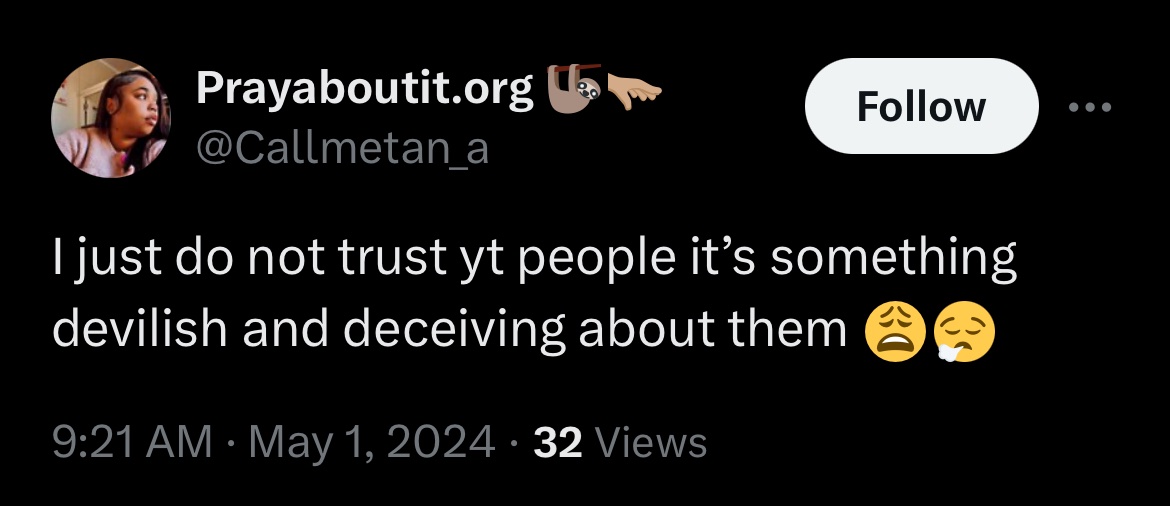 Prayaboutit.org 🦥🫳🏼
Follow
@Callmetan_a
I just do not trust yt people it’s something
devilish and deceiving about them 😩😮‍💨
9:21 AM · May 1, 2024 · 32 Views